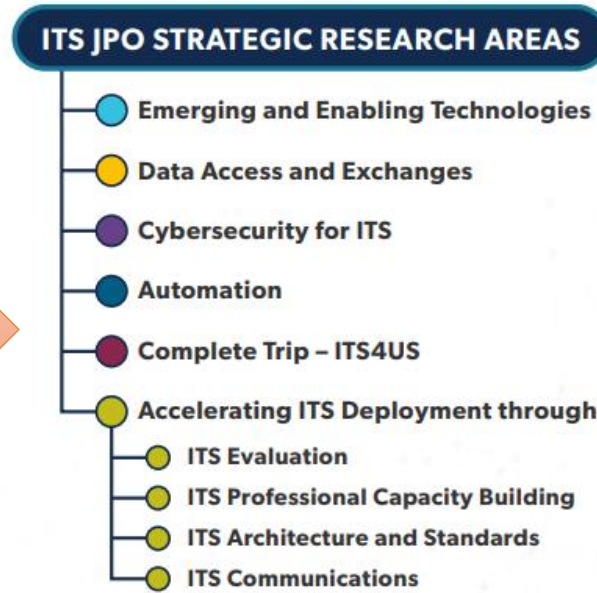 ITS JPO STRATEGIC RESEARCH AREAS
Emerging and Enabling Technologies
Data Access and Exchanges
Cybersecurity for ITS
Automation
Complete Trip – ITS4US
Accelerating ITS Deployment through
ITS Evaluation
ITS Professional Capacity Building
ITS Architecture and Standards
ITS Communications